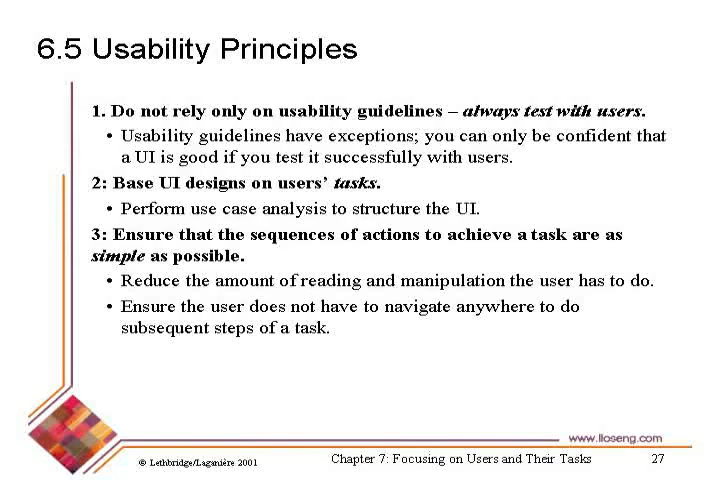 6.5 Usability Principles
1. Do not rely only on usability guidelines – always test with users.
• Usability guidelines have exceptions; you can only be confident that
a UI is good if you test it successfully with users.
2: Base UI designs on users’ tasks.
• Perform use case analysis to structure the UI.
3: Ensure that the sequences of actions to achieve a task are as
simple as possible.
• Reduce the amount of reading and manipulation the user has to do.
• Ensure the user does not have to navigate anywhere to do
subsequent steps of a task.
www.lloseng.com
© Lethbridge/Laganière 2001
Chapter 7: Focusing on Users and Their Tasks
27